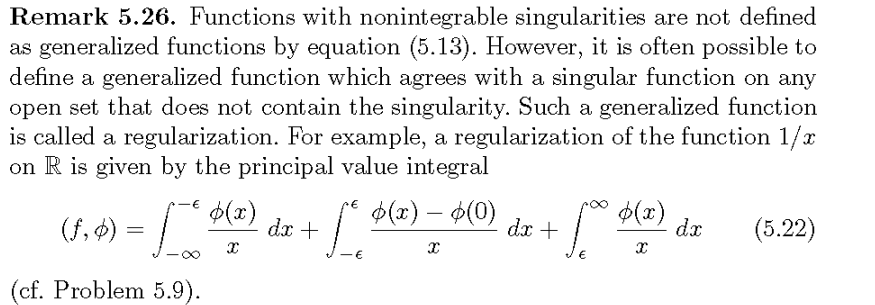 Remark 5.26. Functions with nonintegrable singularities are not defined
as generalized functions by equation (5.13). However, it is often possible to
define a generalized function which agrees with a singular function on any
open set that does not contain the singularity. Such a generalized function
is called a regularization. For example, a regularization of the function 1/x
on ℝ is given by the principal value integral
(f, ϕ) = ∫_{−∞}^{−ϵ} ϕ(x)/x dx + ∫_{−ϵ}^{ϵ} (ϕ(x) − ϕ(0))/x dx + ∫_{ϵ}^{∞} ϕ(x)/x dx (5.22)
(cf. Problem 5.9).